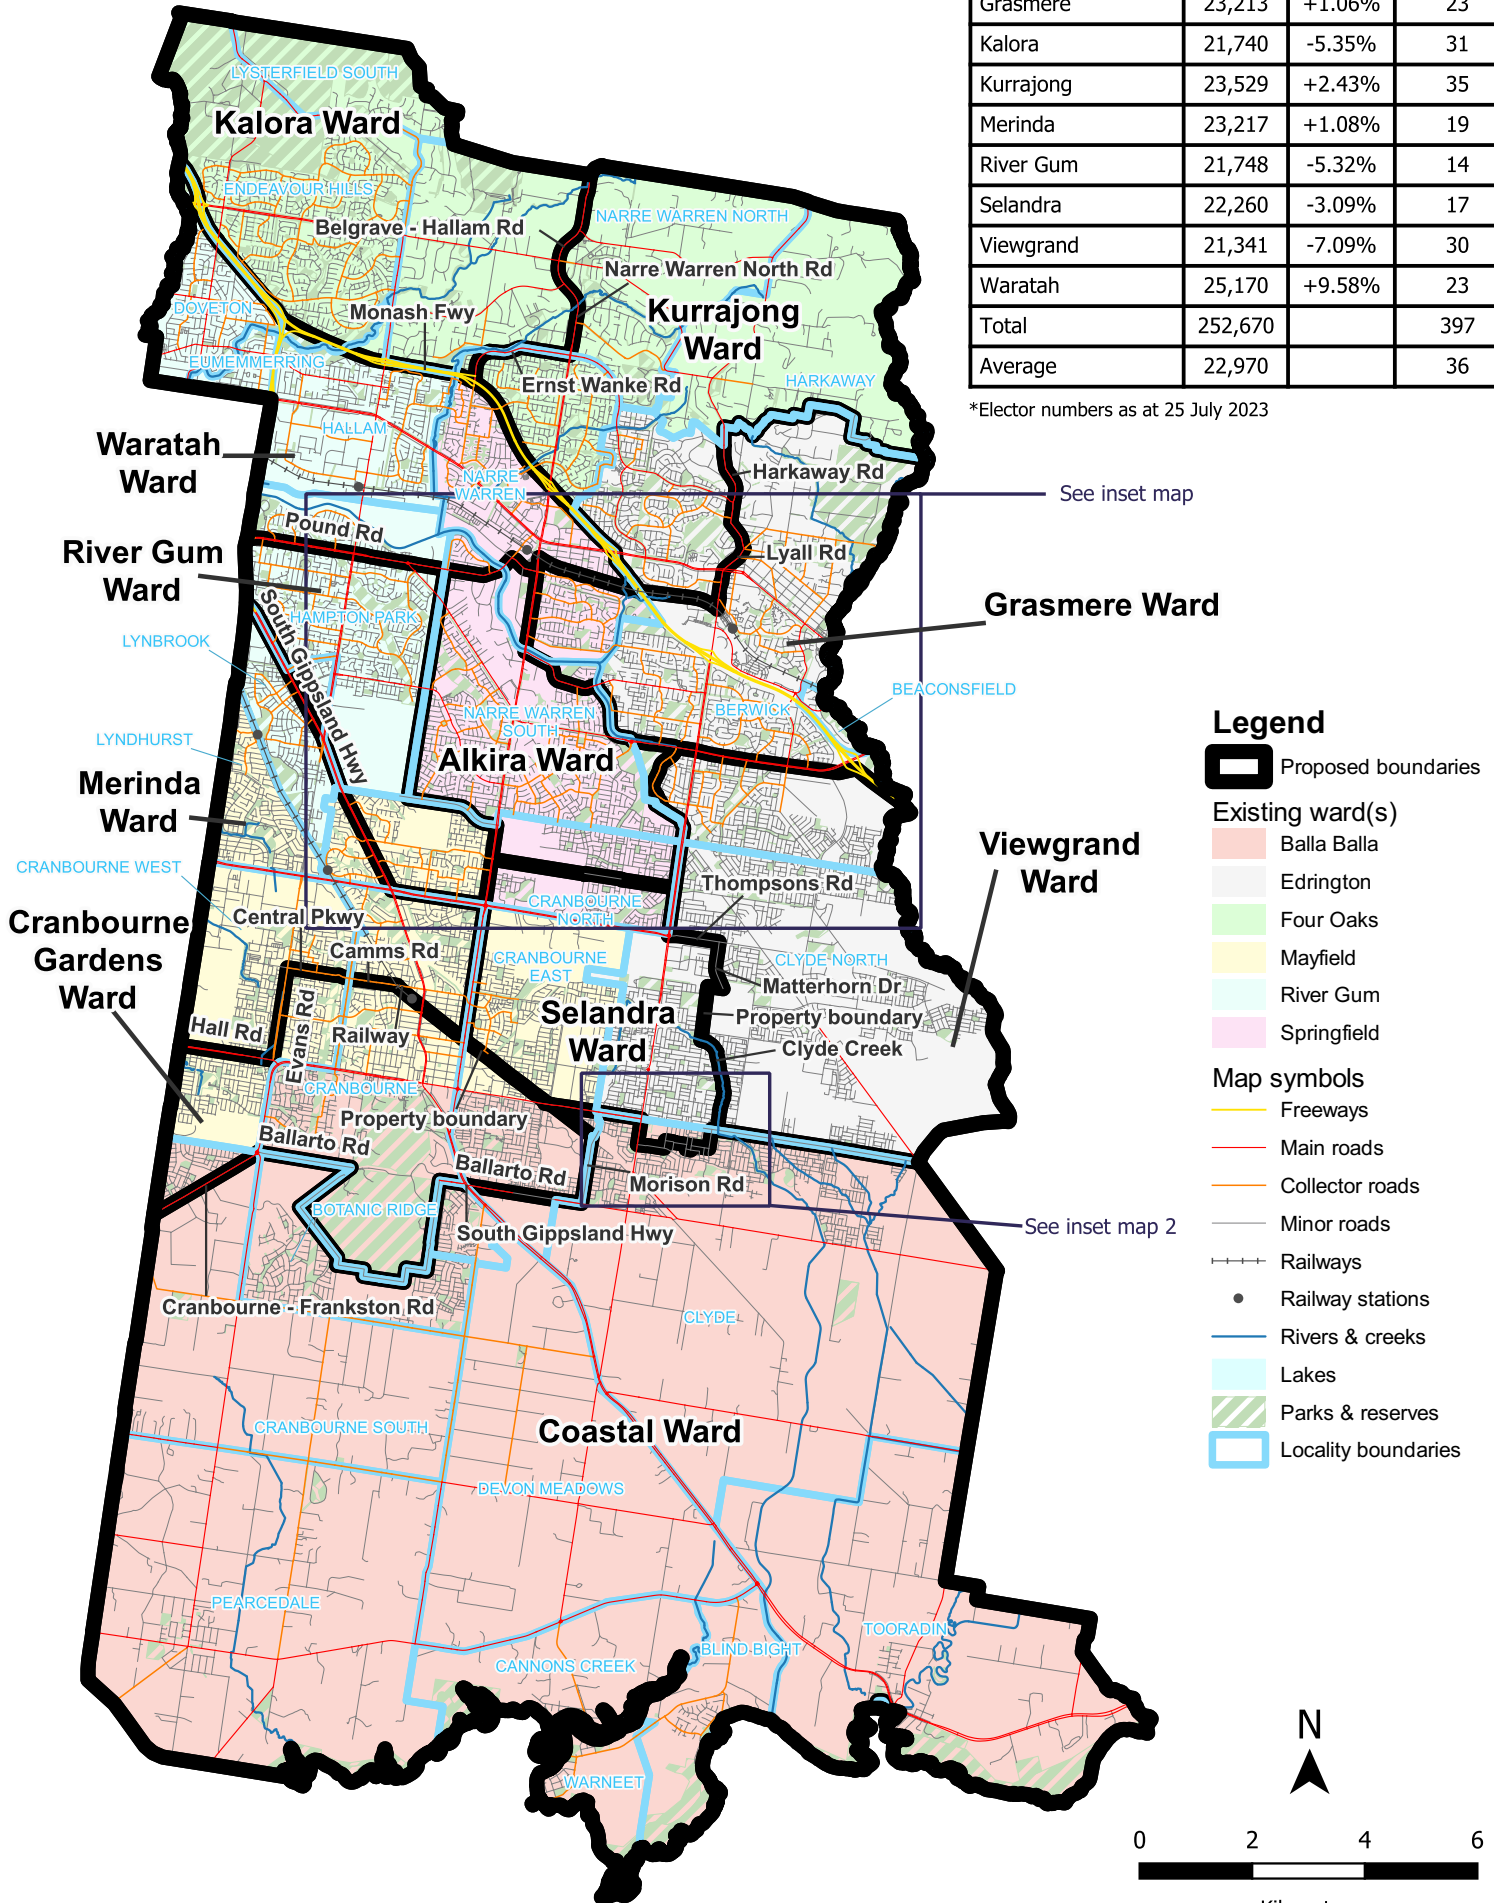 Grasmere 23,213 +1.06% 23
Kalora 21,740 -5.35% 31
Kurrajong 23,529 +2.43% 35
Merinda 23,217 +1.08% 19
River Gum 21,748 -5.32% 14
Selandra 22,260 -3.09% 17
Viewgrand 21,341 -7.09% 30
Waratah 25,170 +9.58% 23
Total 252,670 397
Average 22,970 36
*Elector numbers as at 25 July 2023
LYSTERFIELD SOUTH
Kalora Ward
ENDEAVOUR HILLS
Belgrave - Hallam Rd
NARRE WARREN NORTH
Narre Warren North Rd
DOVETON
Monash Fwy
Kurrajong
Ward
EUMEMMERRING
Ernst Wanke Rd
HARKAWAY
HALLAM
Waratah
Ward
NARRE
WARREN
Harkaway Rd
See inset map
Pound Rd
River Gum
Ward
Lyall Rd
South Gippsland Hwy
HAMPTON PARK
Grasmere Ward
LYNBROOK
BEACONSFIELD
NARRE WARREN
SOUTH
BERWICK
LYNDHURST
Alkira Ward
Merinda
Ward
CRANBOURNE WEST
Viewgrand
Ward
Thompsons Rd
CRANBOURNE
NORTH
Central Pkwy
Cranbourne
Gardens
Ward
Camms Rd
CRANBOURNE
EAST
CLYDE NORTH
Matterhorn Dr
Selandra
Ward
Property boundary
Hall Rd
Evans Rd
Railway
Clyde Creek
CRANBOURNE
Property boundary
Ballarto Rd
Ballarto Rd
Morison Rd
BOTANIC RIDGE
See inset map 2
South Gippsland Hwy
Cranbourne - Frankston Rd
CLYDE
CRANBOURNE SOUTH
Coastal Ward
DEVON MEADOWS
PEARCEDALE
TOORADIN
BLIND BIGHT
CANNONS CREEK
WARNEET
Legend
Proposed boundaries
Existing ward(s)
Balla Balla
Edrington
Four Oaks
Mayfield
River Gum
Springfield
Map symbols
Freeways
Main roads
Collector roads
Minor roads
Railways
Railway stations
Rivers & creeks
Lakes
Parks & reserves
Locality boundaries
N
0 2 4 6